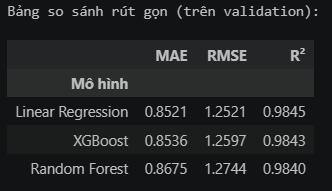 Bảng so sánh rút gọn (trên validation):
MAE RMSE R²
Mô hình
Linear Regression 0.8521 1.2521 0.9845
XGBoost 0.8536 1.2597 0.9843
Random Forest 0.8675 1.2744 0.9840